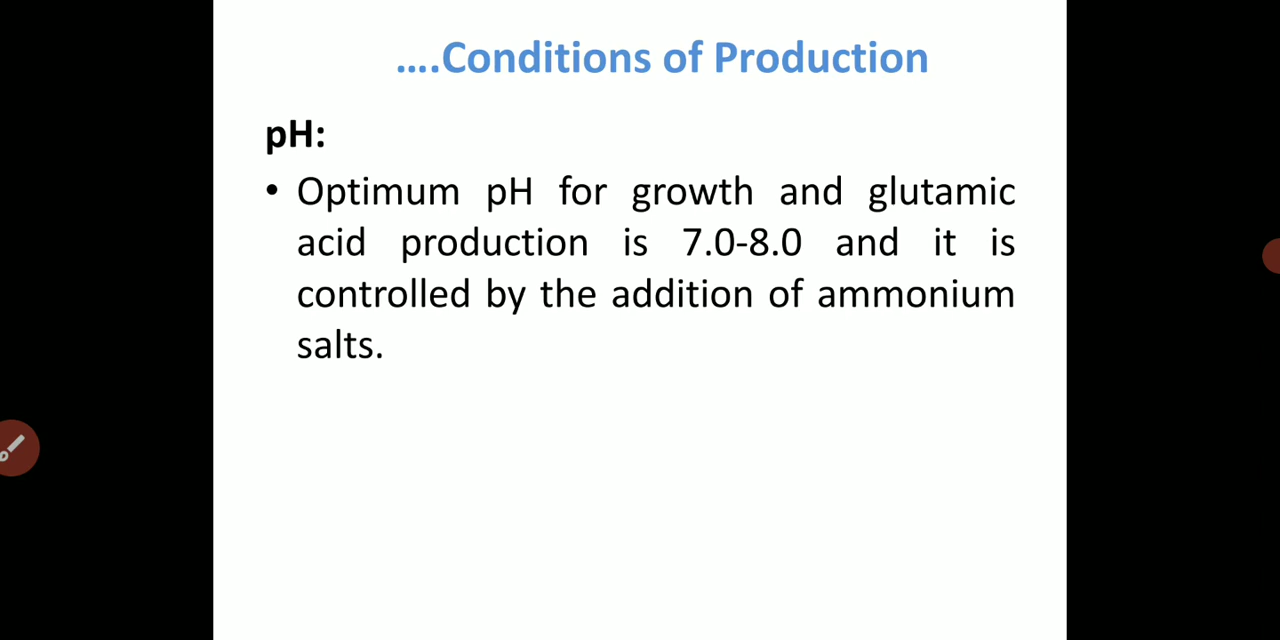 ....Conditions of Production
pH:
• Optimum pH for growth and glutamic
acid production is 7.0-8.0 and it is
controlled by the addition of ammonium
salts.